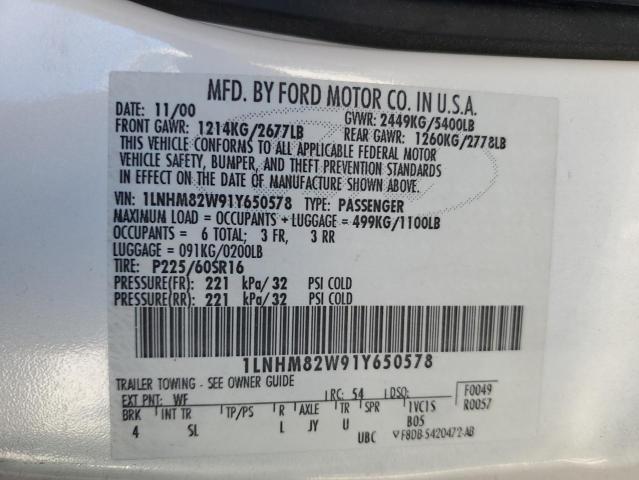 MFD. BY FORD MOTOR CO. IN U.S.A.
DATE: 11/00 GVWR: 2449KG/5400LB
FRONT GAWR: 1214KG/2677LB REAR GAWR: 1260KG/2778LB
THIS VEHICLE CONFORMS TO ALL APPLICABLE FEDERAL MOTOR
VEHICLE SAFETY, BUMPER, AND THEFT PREVENTION STANDARDS
IN EFFECT ON THE DATE OF MANUFACTURE SHOWN ABOVE.
VIN: 1LNHM82W91Y650578 TYPE: PASSENGER
MAXIMUM LOAD = OCCUPANTS + LUGGAGE = 499KG/1100LB
OCCUPANTS = 6 TOTAL; 3 FR, 3 RR
LUGGAGE = 091KG/0200LB
TIRE: P225/60SR16
PRESSURE(FR) = 221 kPa/32 PSI COLD
PRESSURE(RR) = 221 kPa/32 PSI COLD
1LNHM82W91Y650578
TRAILER TOWING - SEE OWNER GUIDE
EXT PNT: WF RC: 54 DSO: F0049
BRK INT TR TP/PS R AXLE TR SPR 1VC1S R0057
4 SL L JY U B05
UBC VF8DB-5420472-AB